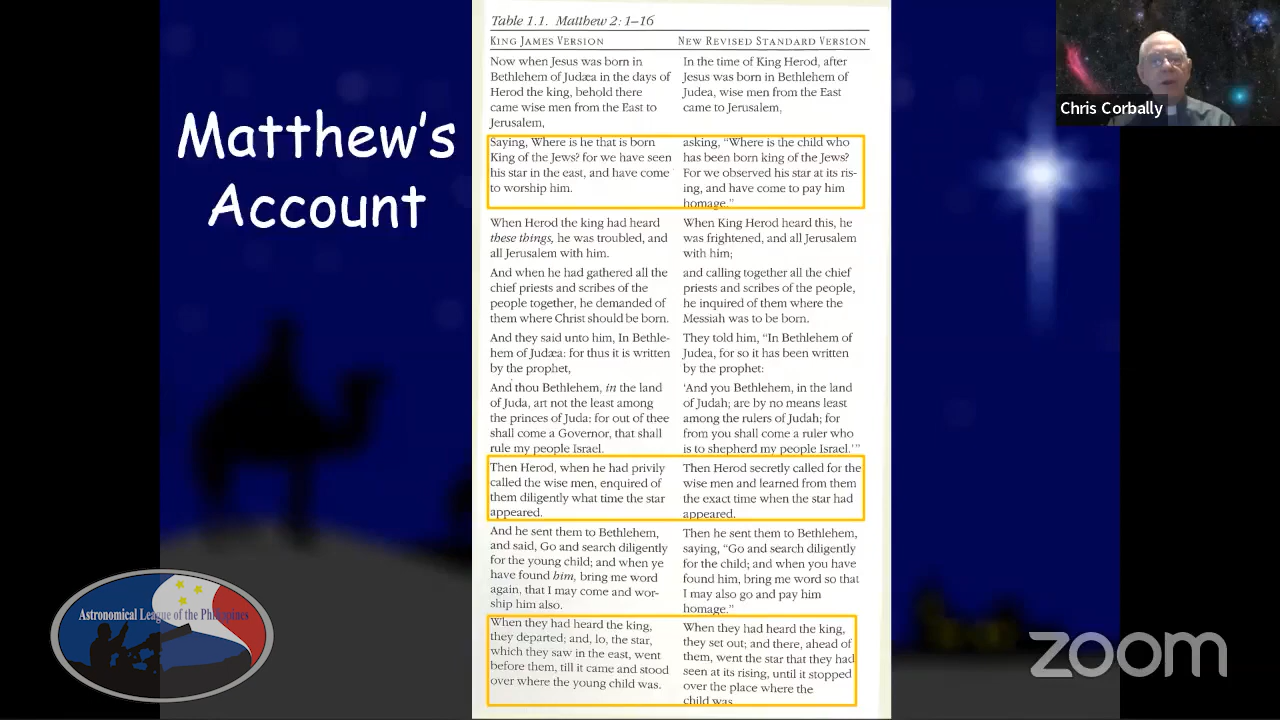 Matthew's
Account
Table 1.1. Matthew 2: 1–16
KING JAMES VERSION
Now when Jesus was born in
Bethlehem of Judæa in the days of
Herod the king, behold there
came wise men from the East to
Jerusalem,
Saying, Where is he that is born
King of the Jews? for we have seen
his star in the east, and have come
to worship him.
When Herod the king had heard
these things, he was troubled, and
all Jerusalem with him.
And when he had gathered all the
chief priests and scribes of the
people together, he demanded of
them where Christ should be born.
And they said unto him, In Bethle-
hem of Judæa: for thus it is written
by the prophet,
And thou Bethlehem, in the land
of Juda, art not the least among
the princes of Juda: for out of thee
shall come a Governor, that shall
rule my people Israel.
Then Herod, when he had privily
called the wise men, enquired of
them diligently what time the star
appeared.
And he sent them to Bethlehem,
and said, Go and search diligently
for the young child; and when ye
have found him, bring me word
again, that I may come and wor-
ship him also.
When they had heard the king,
they departed; and, lo, the star,
which they saw in the east, went
before them, till it came and stood
over where the young child was.
NEW REVISED STANDARD VERSION
In the time of King Herod, after
Jesus was born in Bethlehem of
Judea, wise men from the East
came to Jerusalem,
asking, "Where is the child who
has been born king of the Jews?
For we observed his star at its ris-
ing, and have come to pay him
homage."
When King Herod heard this, he
was frightened, and all Jerusalem
with him;
and calling together all the chief
priests and scribes of the people,
he inquired of them where the
Messiah was to be born.
They told him, "In Bethlehem of
Judea, for so it has been written
by the prophet:
'And you Bethlehem, in the land
of Judah; are by no means least
among the rulers of Judah; for
from you shall come a ruler who
is to shepherd my people Israel.'"
Then Herod secretly called for the
wise men and learned from them
the exact time when the star had
appeared.
Then he sent them to Bethlehem,
saying, "Go and search diligently
for the child; and when you have
found him, bring me word so that
I may also go and pay him
homage."
When they had heard the king,
they set out; and there, ahead of
them, went the star that they had
seen at its rising, until it stopped
over the place where the
child was.
Chris Corbally
Astronomical League of the Philippines
zoom